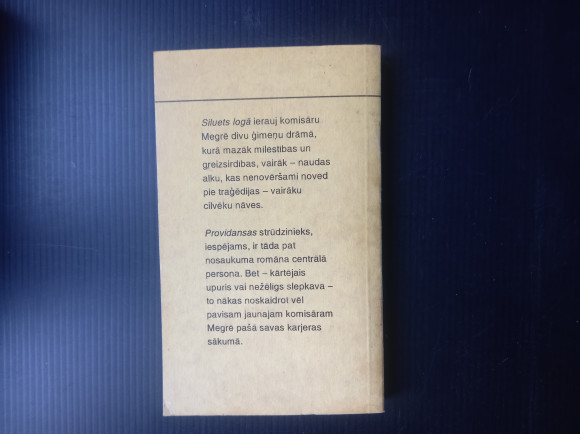 Siluets logā ierauj komisāru
Megrē divu ģimeņu drāmā,
kurā mazāk mīlestības un
greizsirdības, vairāk – naudas
alku, kas nenovēršami noved
pie traģēdijas – vairāku
cilvēku nāves.
Providansas strūdzinieks,
iespējams, ir tāda pat
nosaukuma romāna centrālā
persona. Bet – kārtējais
upuris vai nežēlīgs slepkava –
to nākas noskaidrot vēl
pavisam jaunajam komisāram
Megrē pašā savas karjeras
sākumā.